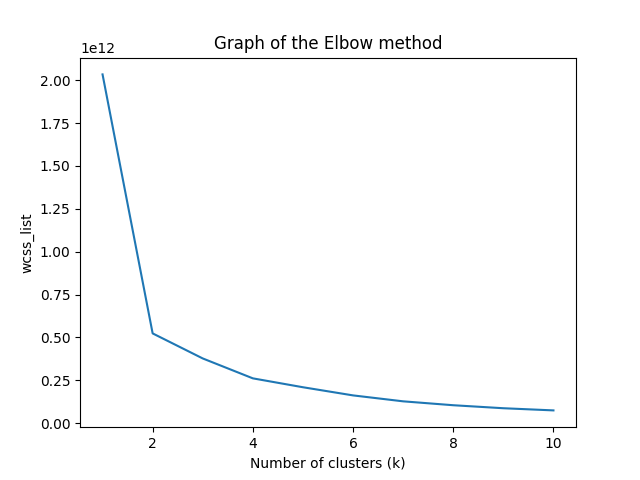 Graph of the Elbow method
1e12
2.00
1.75
1.50
1.25
1.00
0.75
0.50
0.25
0.00
wcss_list
2 4 6 8 10
Number of clusters (k)